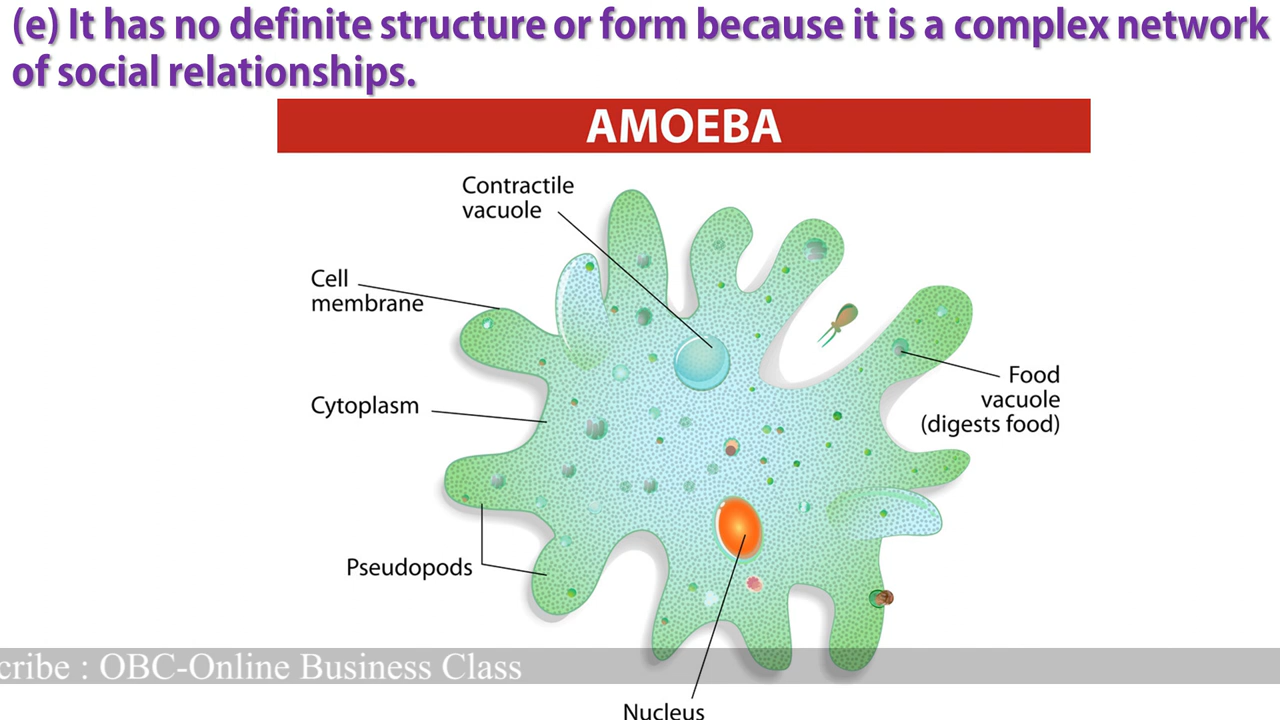 (e) It has no definite structure or form because it is a complex network
of social relationships.
AMOEBA
Contractile
vacuole
Cell
membrane
Food
vacuole
(digests food)
Cytoplasm
Pseudopods
cribe : OBC-Online Business Class
Nucleus